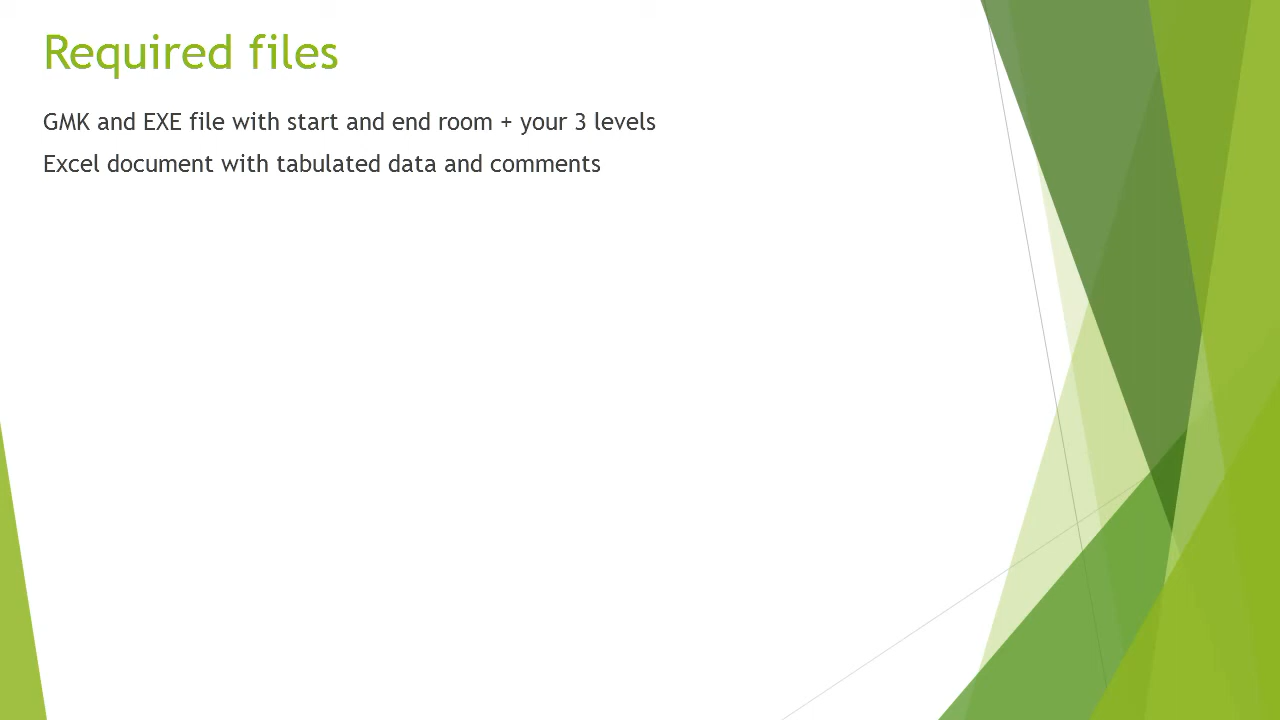 Required files
GMK and EXE file with start and end room + your 3 levels
Excel document with tabulated data and comments